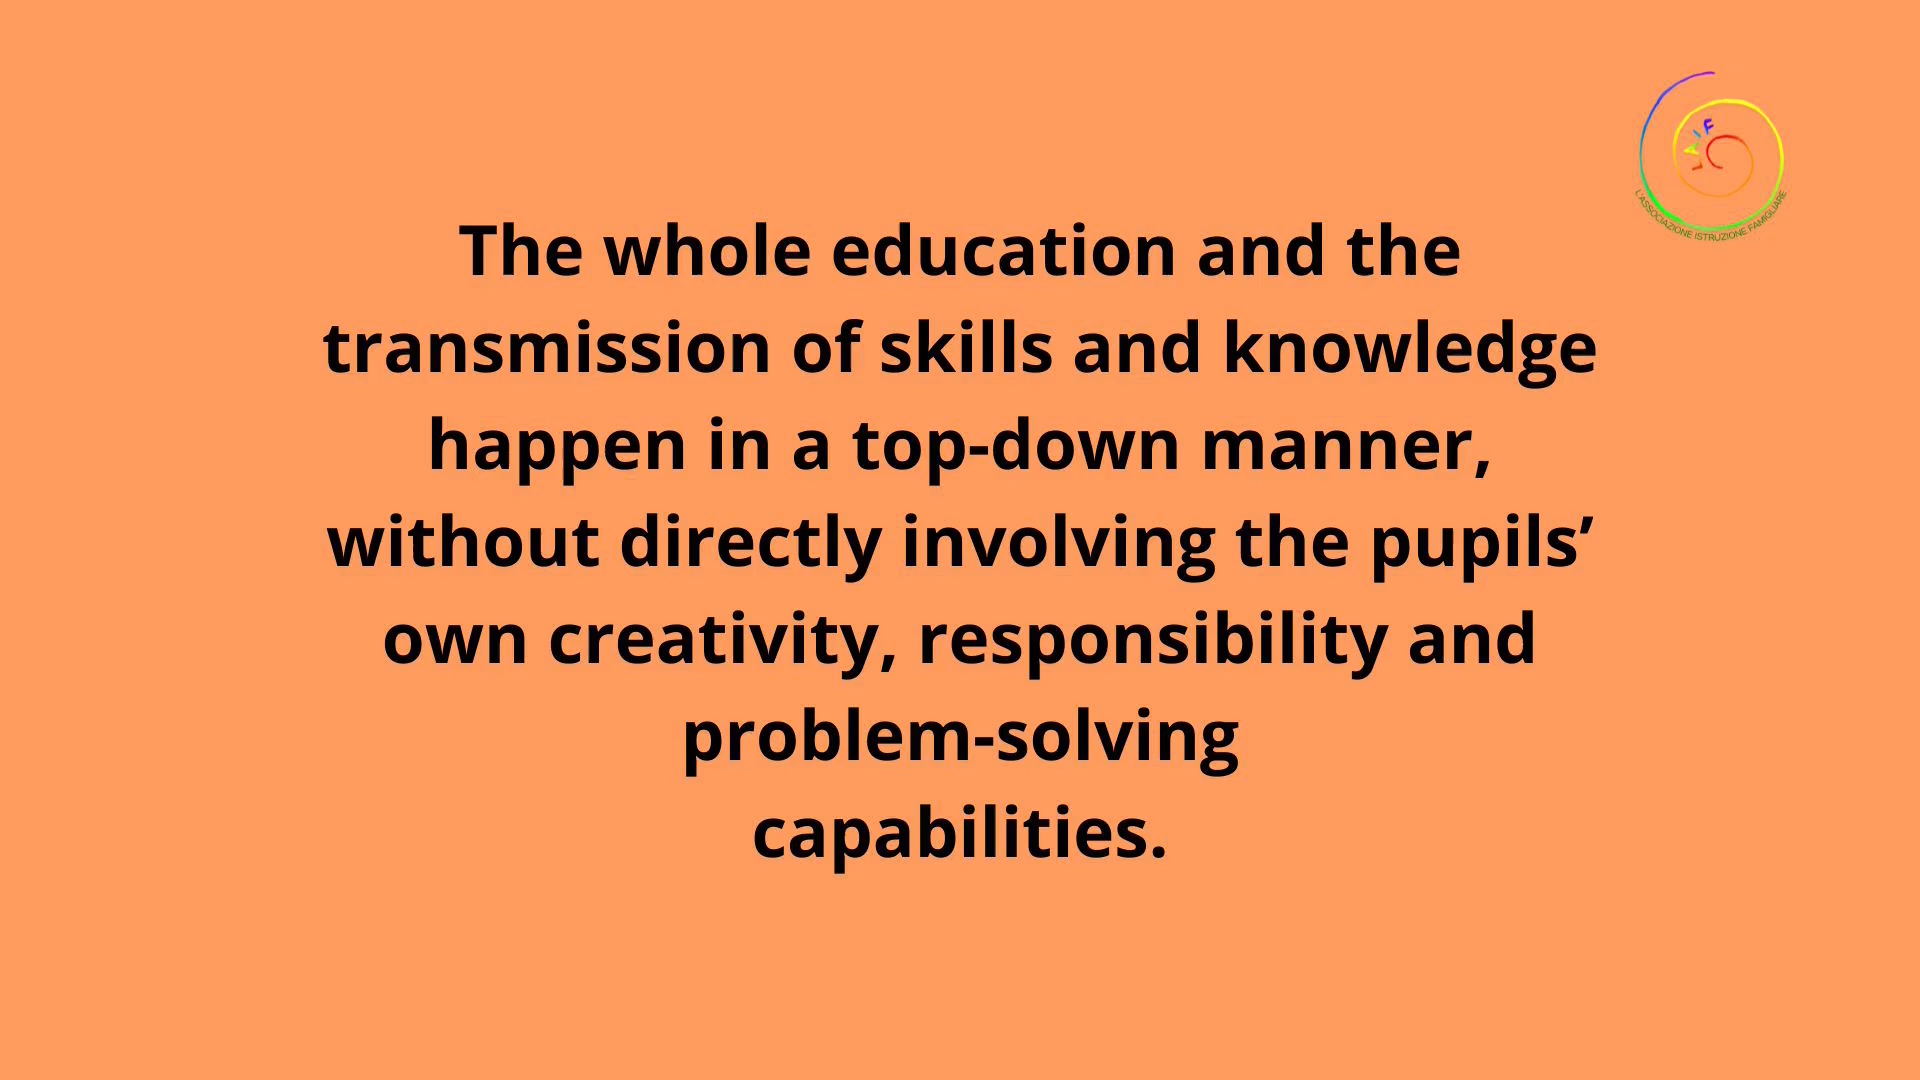 The whole education and the
transmission of skills and knowledge
happen in a top-down manner,
without directly involving the pupils’
own creativity, responsibility and
problem-solving
capabilities.
LAIF
L'ASSOCIAZIONE ISTRUZIONE FAMIGLIARE